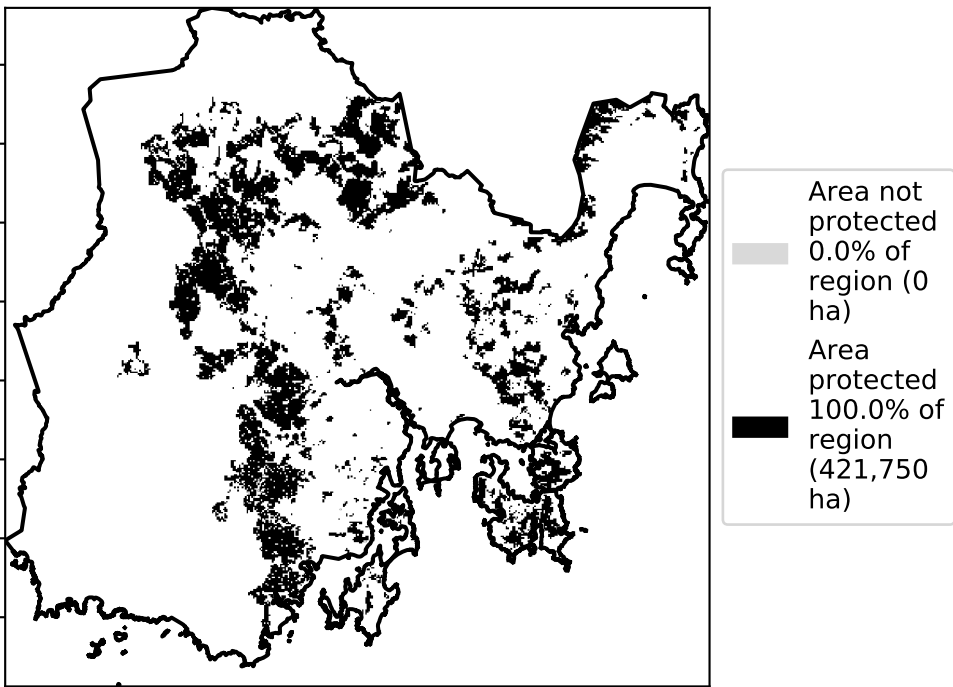 Area not
protected
0.0% of
region (0
ha)
Area
protected
100.0% of
region
(421,750
ha)